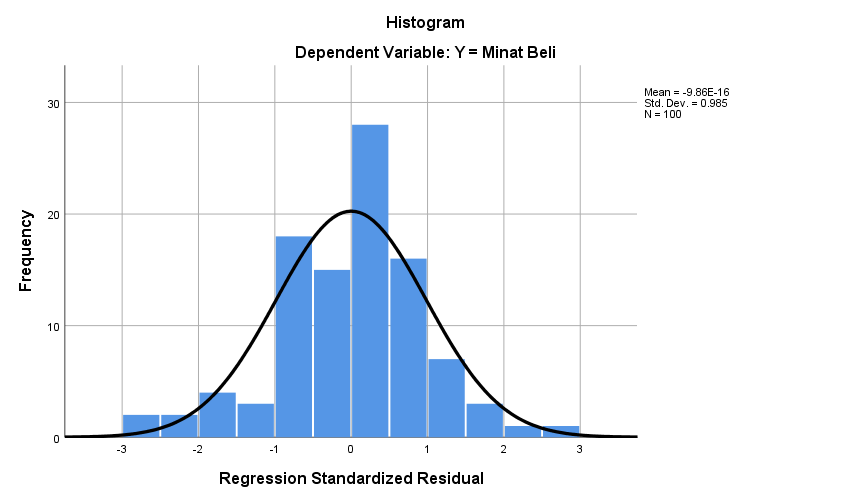 Histogram
Dependent Variable: Y = Minat Beli
Mean = -9.86E-16
Std. Dev. = 0.985
N = 100
30
20
10
0
Frequency
-3
-2
-1
0
1
2
3
Regression Standardized Residual